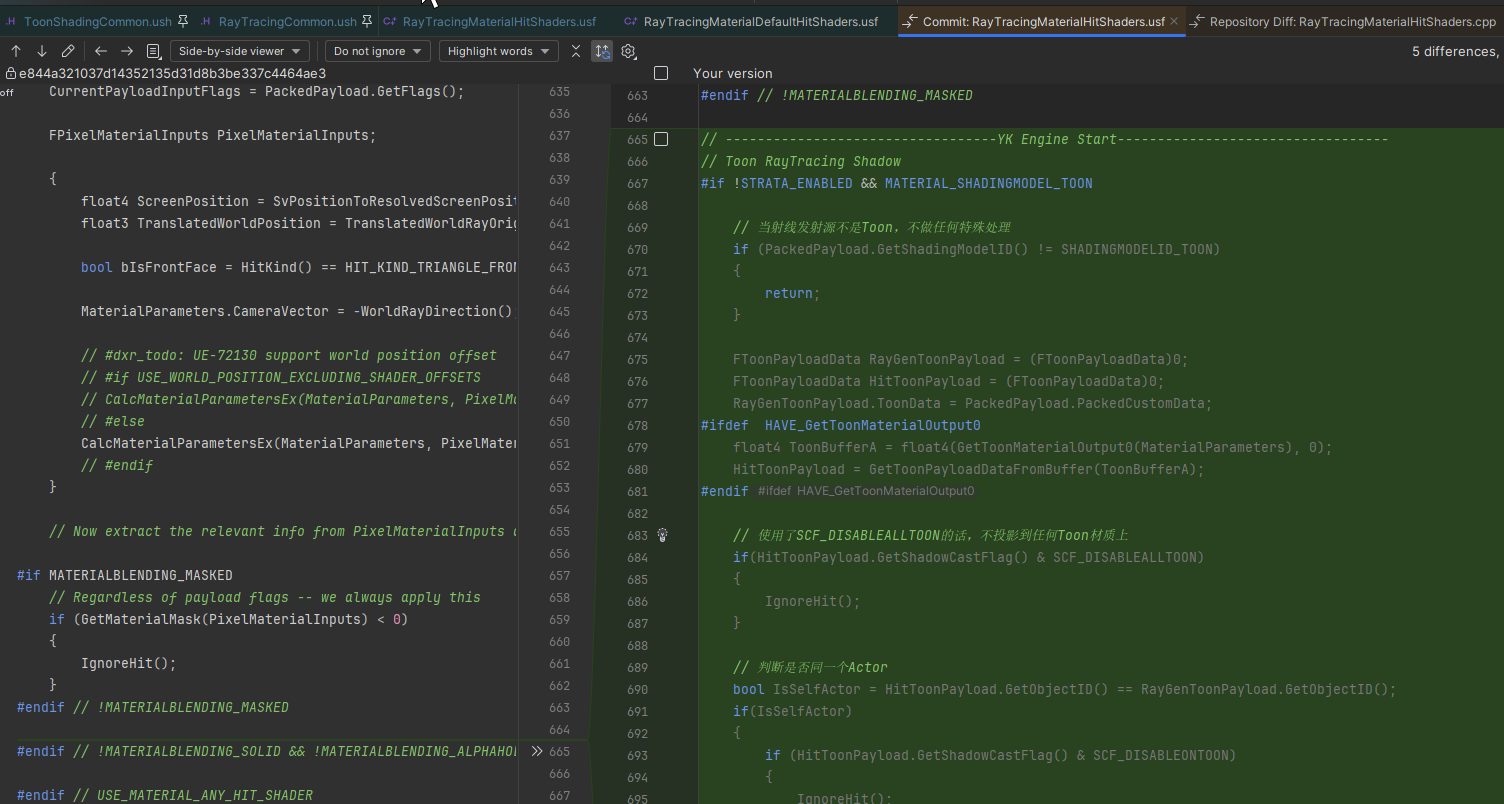 ToonShadingCommon.ush
RayTracingCommon.ush
RayTracingMaterialHitShaders.usf
RayTracingMaterialDefaultHitShaders.usf
Commit: RayTracingMaterialHitShaders.usf
Repository Diff: RayTracingMaterialHitShaders.cpp
Side-by-side viewer
Do not ignore
Highlight words
5 differences,
e844a321037d14352135d31d8b3be337c4464ae3
Your version
off
CurrentPayloadInputFlags = PackedPayload.GetFlags();
635
636
FPixelMaterialInputs PixelMaterialInputs;
637
638
{
639
float4 ScreenPosition = SvPositionToResolvedScreenPosit
640
float3 TranslatedWorldPosition = TranslatedWorldRayOrig
641
642
bool bIsFrontFace = HitKind() == HIT_KIND_TRIANGLE_FRON
643
644
MaterialParameters.CameraVector = -WorldRayDirection()
645
646
// #dxr_todo: UE-72130 support world position offset
647
// #if USE_WORLD_POSITION_EXCLUDING_SHADER_OFFSETS
648
// CalcMaterialParametersEx(MaterialParameters, PixelMa
649
// #else
650
CalcMaterialParametersEx(MaterialParameters, PixelMater
651
// #endif
652
}
653
654
// Now extract the relevant info from PixelMaterialInputs
655
656
#if MATERIALBLENDING_MASKED
657
// Regardless of payload flags -- we always apply this
658
if (GetMaterialMask(PixelMaterialInputs) < 0)
659
{
660
IgnoreHit();
661
}
662
#endif // !MATERIALBLENDING_MASKED
663
664
#endif // !MATERIALBLENDING_SOLID && !MATERIALBLENDING_ALPHAHOL
665
666
#endif // USE_MATERIAL_ANY_HIT_SHADER
667
663 #endif // !MATERIALBLENDING_MASKED
664
665 // ----------------------------------YK Engine Start----------------------------------
666 // Toon RayTracing Shadow
667 #if !STRATA_ENABLED && MATERIAL_SHADINGMODEL_TOON
668
669 // 当射线发射源不是Toon，不做任何特殊处理
670 if (PackedPayload.GetShadingModelID() != SHADINGMODELID_TOON)
671 {
672 return;
673 }
674
675 FToonPayloadData RayGenToonPayload = (FToonPayloadData)0;
676 FToonPayloadData HitToonPayload = (FToonPayloadData)0;
677 RayGenToonPayload.ToonData = PackedPayload.PackedCustomData;
678 #ifdef  HAVE_GetToonMaterialOutput0
679 float4 ToonBufferA = float4(GetToonMaterialOutput0(MaterialParameters), 0);
680 HitToonPayload = GetToonPayloadDataFromBuffer(ToonBufferA);
681 #endif #ifdef HAVE_GetToonMaterialOutput0
682
683 // 使用了SCF_DISABLEALLTOON的话，不投影到任何Toon材质上
684 if(HitToonPayload.GetShadowCastFlag() & SCF_DISABLEALLTOON)
685 {
686 IgnoreHit();
687 }
688
689 // 判断是否同一个Actor
690 bool IsSelfActor = HitToonPayload.GetObjectID() == RayGenToonPayload.GetObjectID();
691 if(IsSelfActor)
692 {
693 if (HitToonPayload.GetShadowCastFlag() & SCF_DISABLEONTOON)
694 {
695 IgnoreHit();